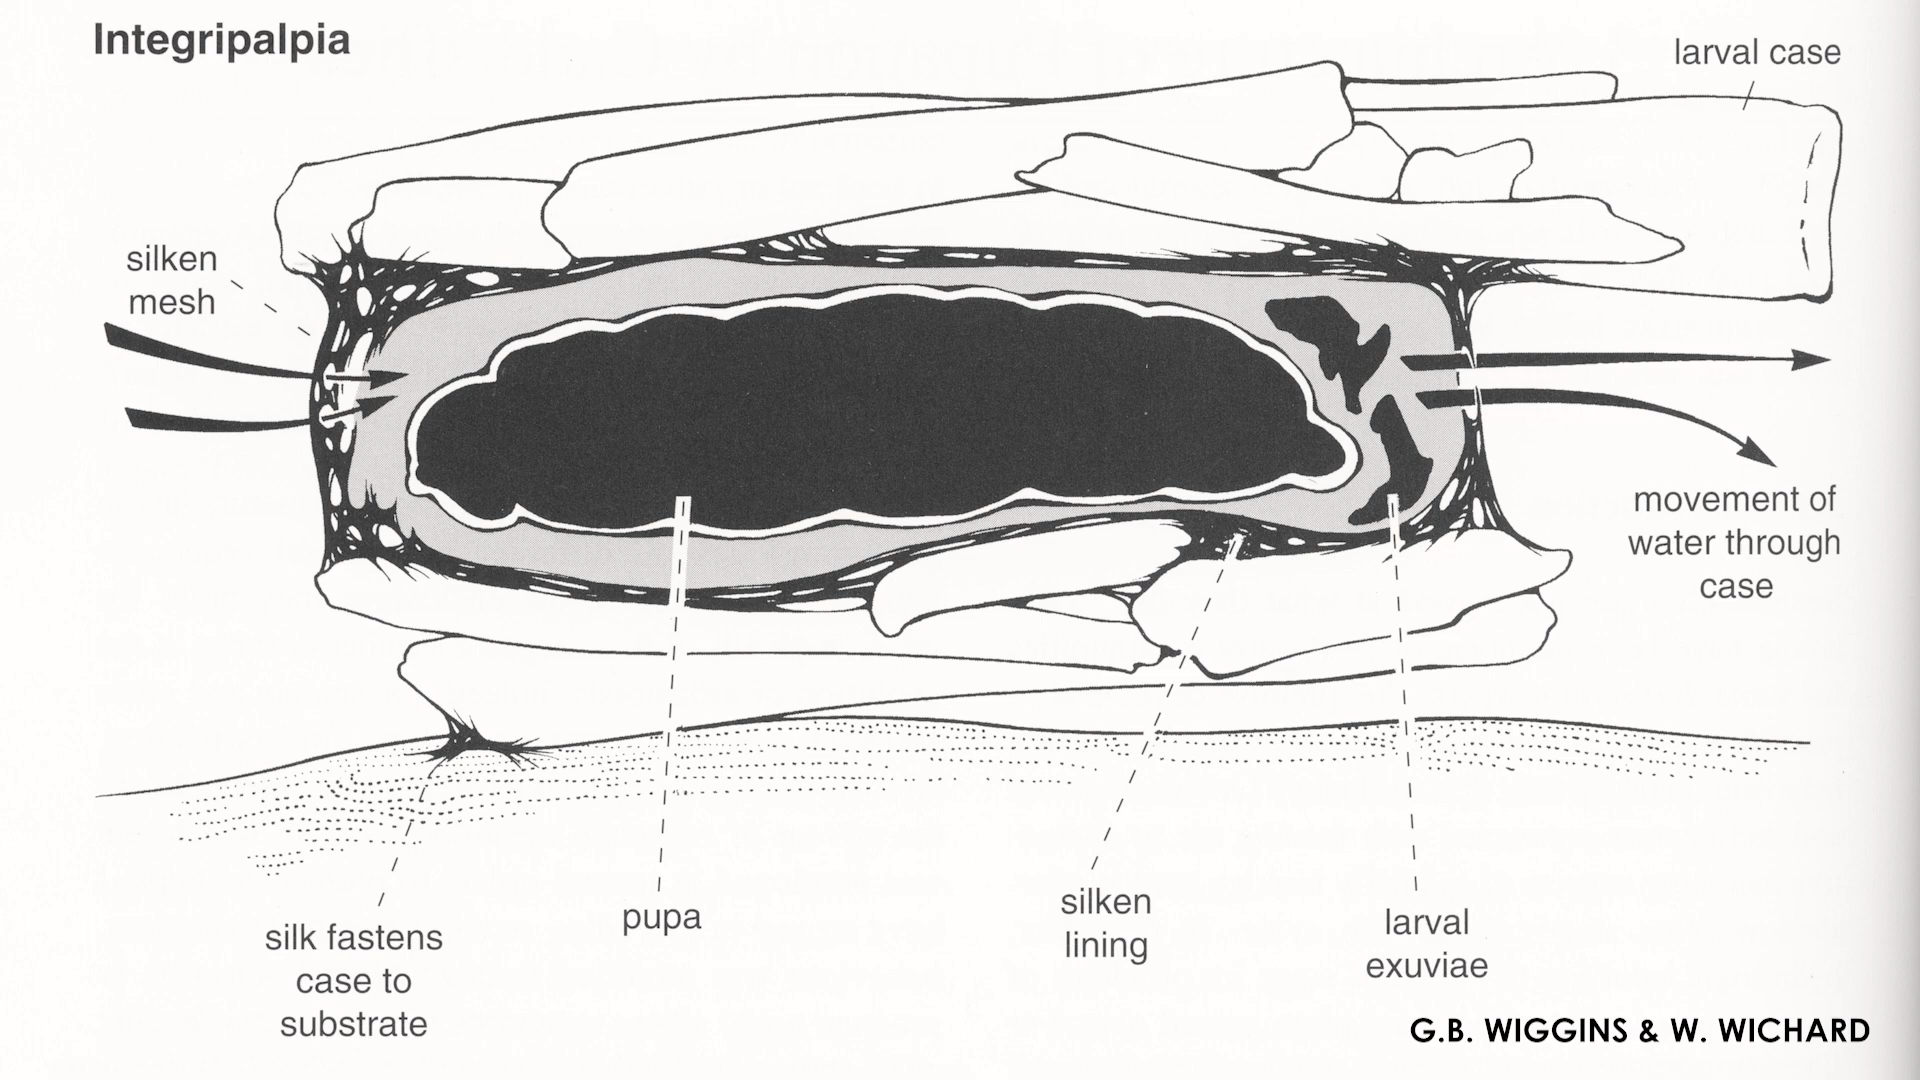 Integripalpia
larval case
silken
mesh
movement of
water through
case
pupa
silken
lining
larval
exuviae
silk fastens
case to
substrate
G.B. WIGGINS & W. WICHARD